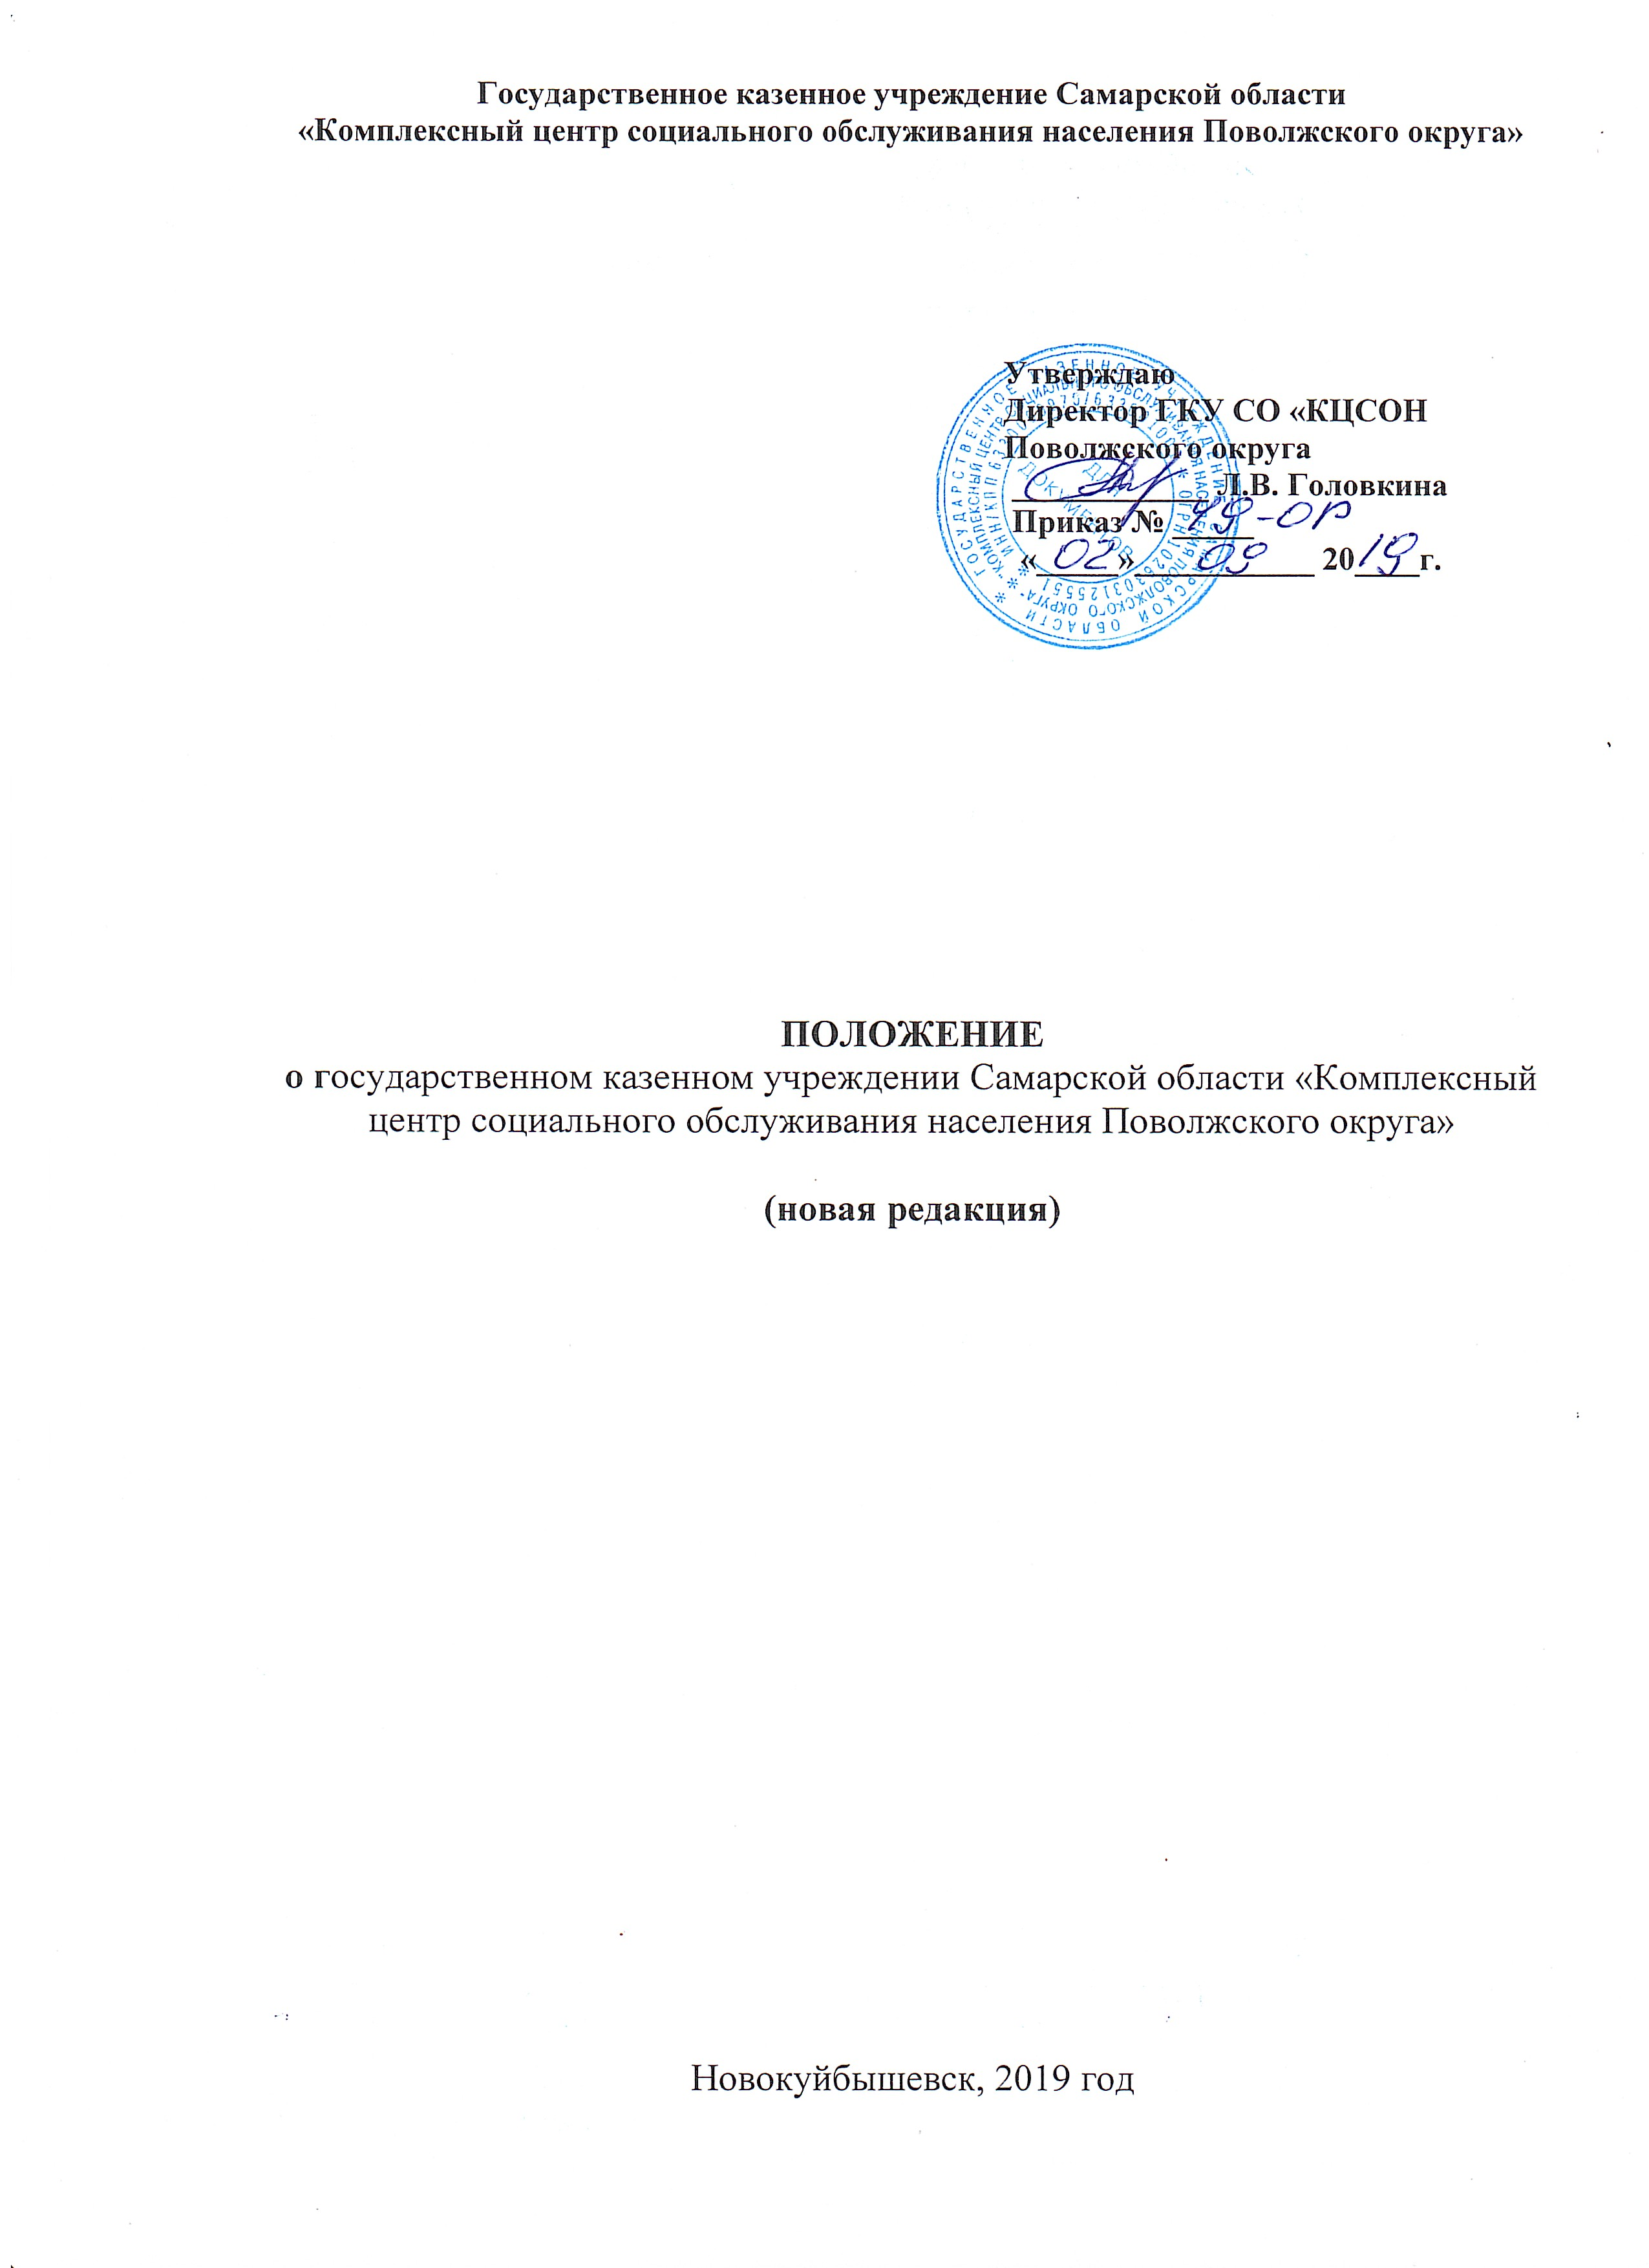 Государственное казенное учреждение Самарской области
«Комплексный центр социального обслуживания населения Поволжского округа»
Утверждаю
Директор ГКУ СО «КЦСОН
Поволжского округа
Л.В. Головкина
Приказ № 49-ор
«02» 09 2019 г.
ДЛЯ
ДОКУМЕНТОВ
ПОЛОЖЕНИЕ
о государственном казенном учреждении Самарской области «Комплексный
центр социального обслуживания населения Поволжского округа»
(новая редакция)
Новокуйбышевск, 2019 год